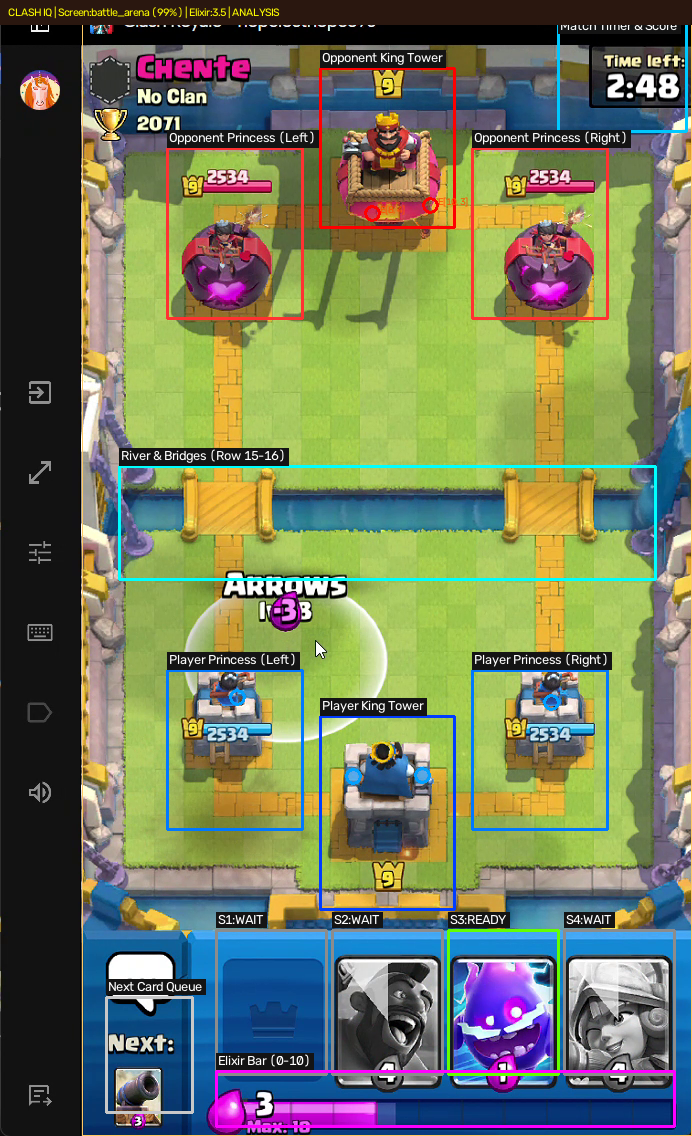 CLASH IQ | Screen:battle_arena (99%) | Elixir:3.5 | ANALYSIS
Match Timer & Score
Opponent King Tower
Chente
No Clan
2071
9
Time left:
2:48
Opponent Princess (Left)
Opponent Princess (Right)
9 2534
9 2534
River & Bridges (Row 15-16)
Arrows
-3
Player Princess (Left)
Player Princess (Right)
Player King Tower
9 2534
9 2534
9
S1:WAIT
S2:WAIT
S3:READY
S4:WAIT
Next Card Queue
Next:
Elixir Bar (0-10)
4
1
4
3
3
Max: 10